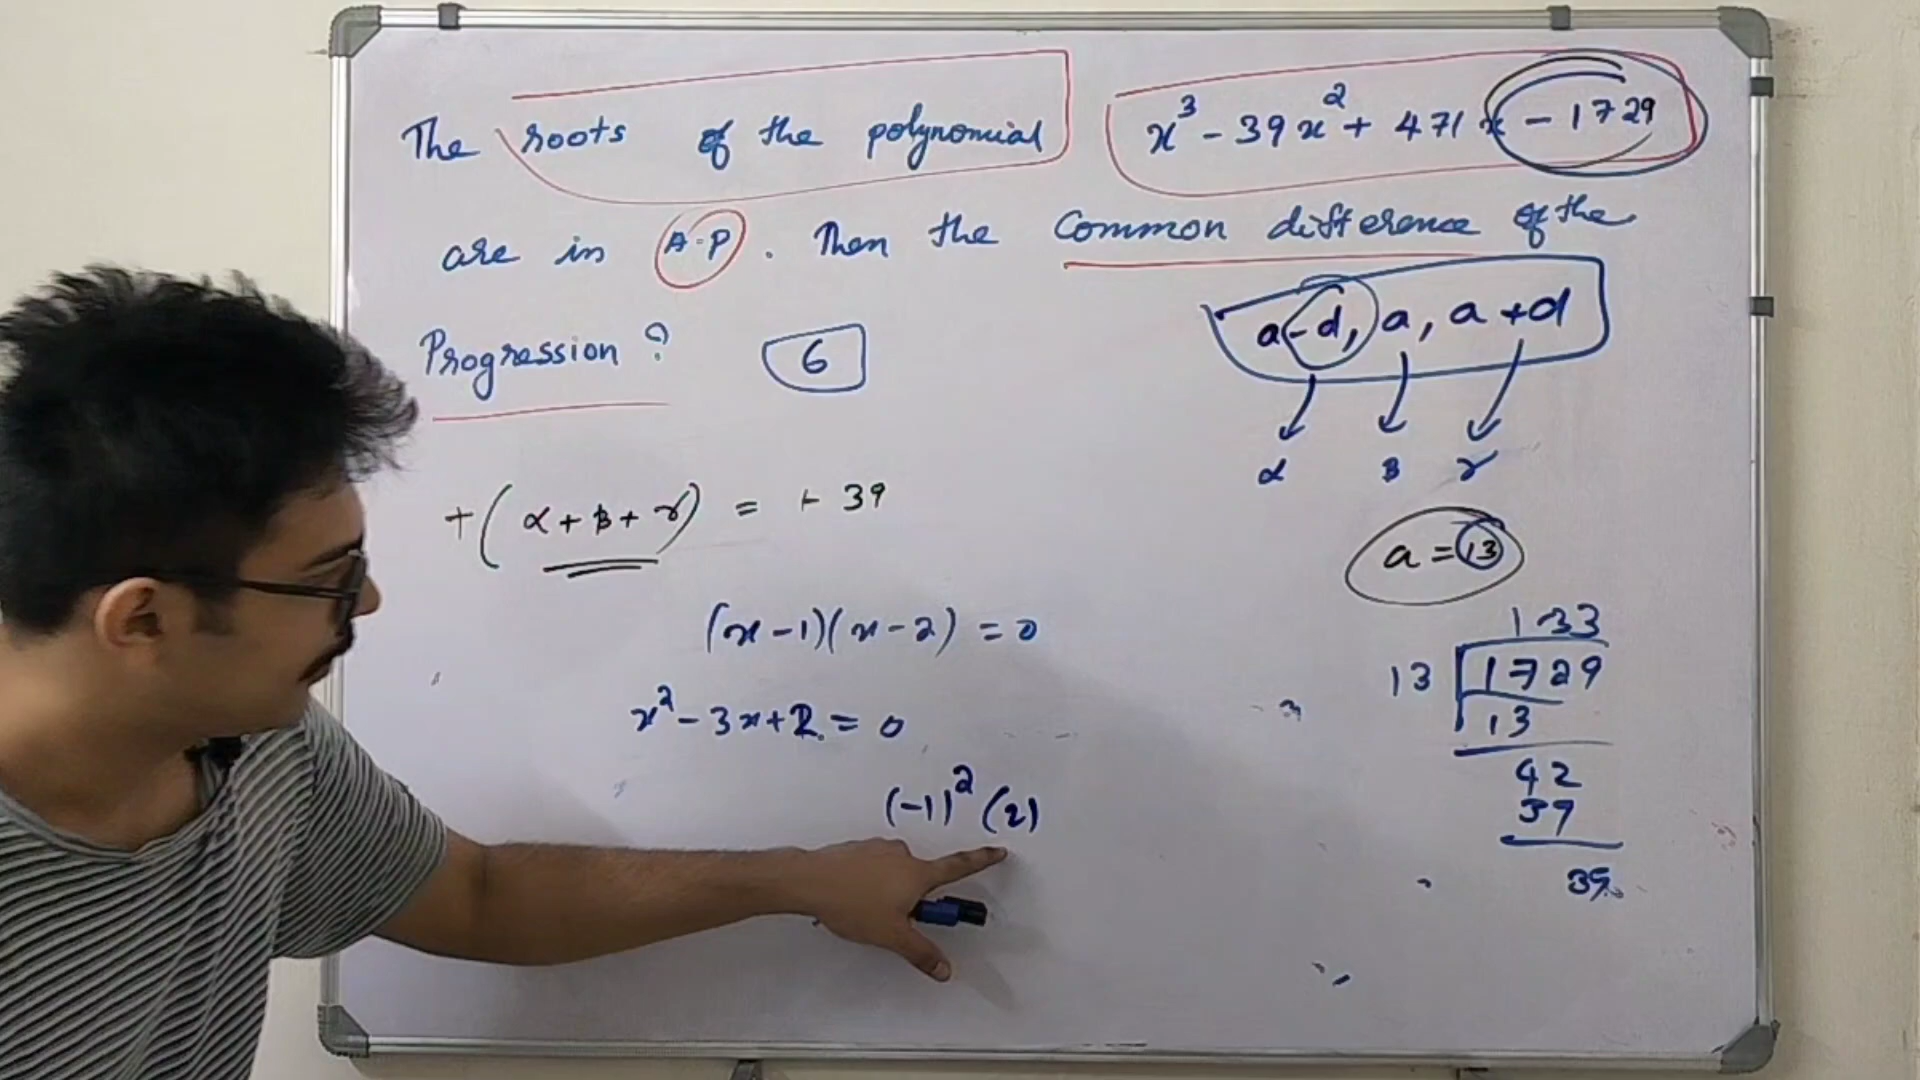 The roots of the polynomial x³ - 39x² + 471x - 1729
are in A.P. Then the Common difference of the
Progression? 6
a-d, a, a+d
α β γ
+(α+β+γ) = + 39
a = 13
(x-1)(x-2) = 0
x² - 3x + 2 = 0
(-1)² (2)
133
13 1729
13
42
39
39